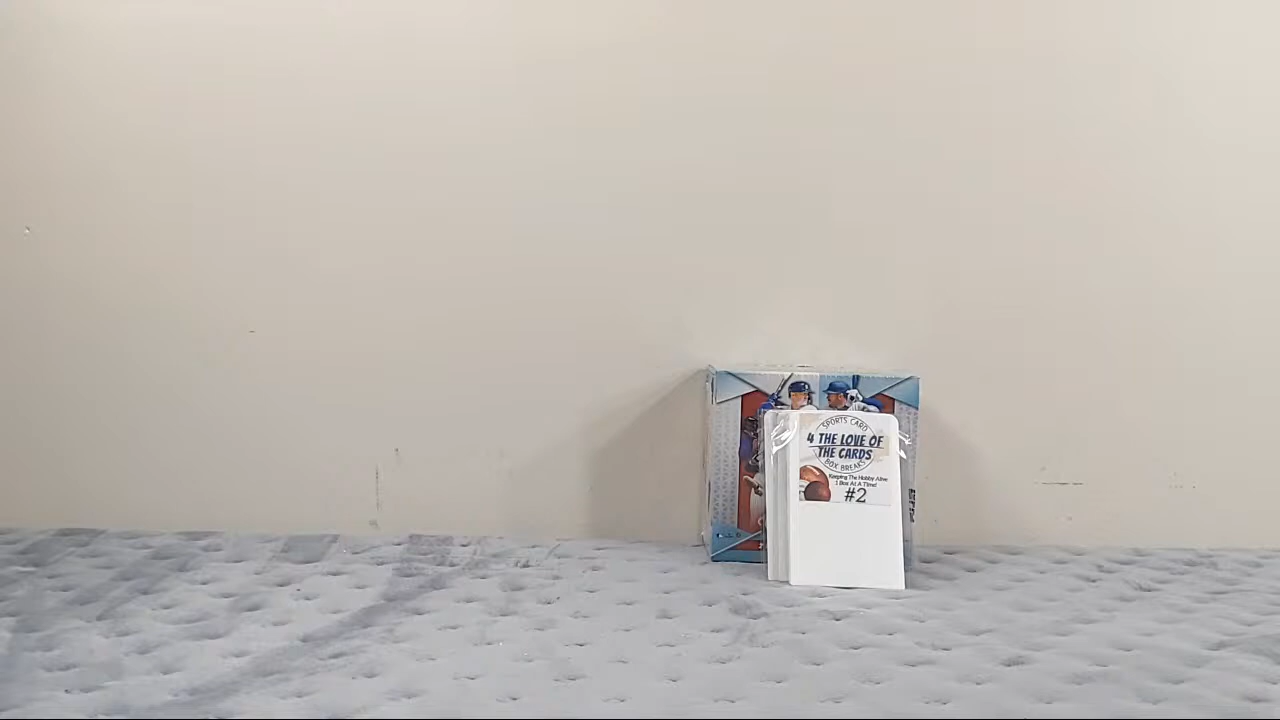 SPORTS CARD
4 THE LOVE OF
THE CARDS
BOX BREAKS
Keeping The Hobby Alive
1 Box At A Time!
#2